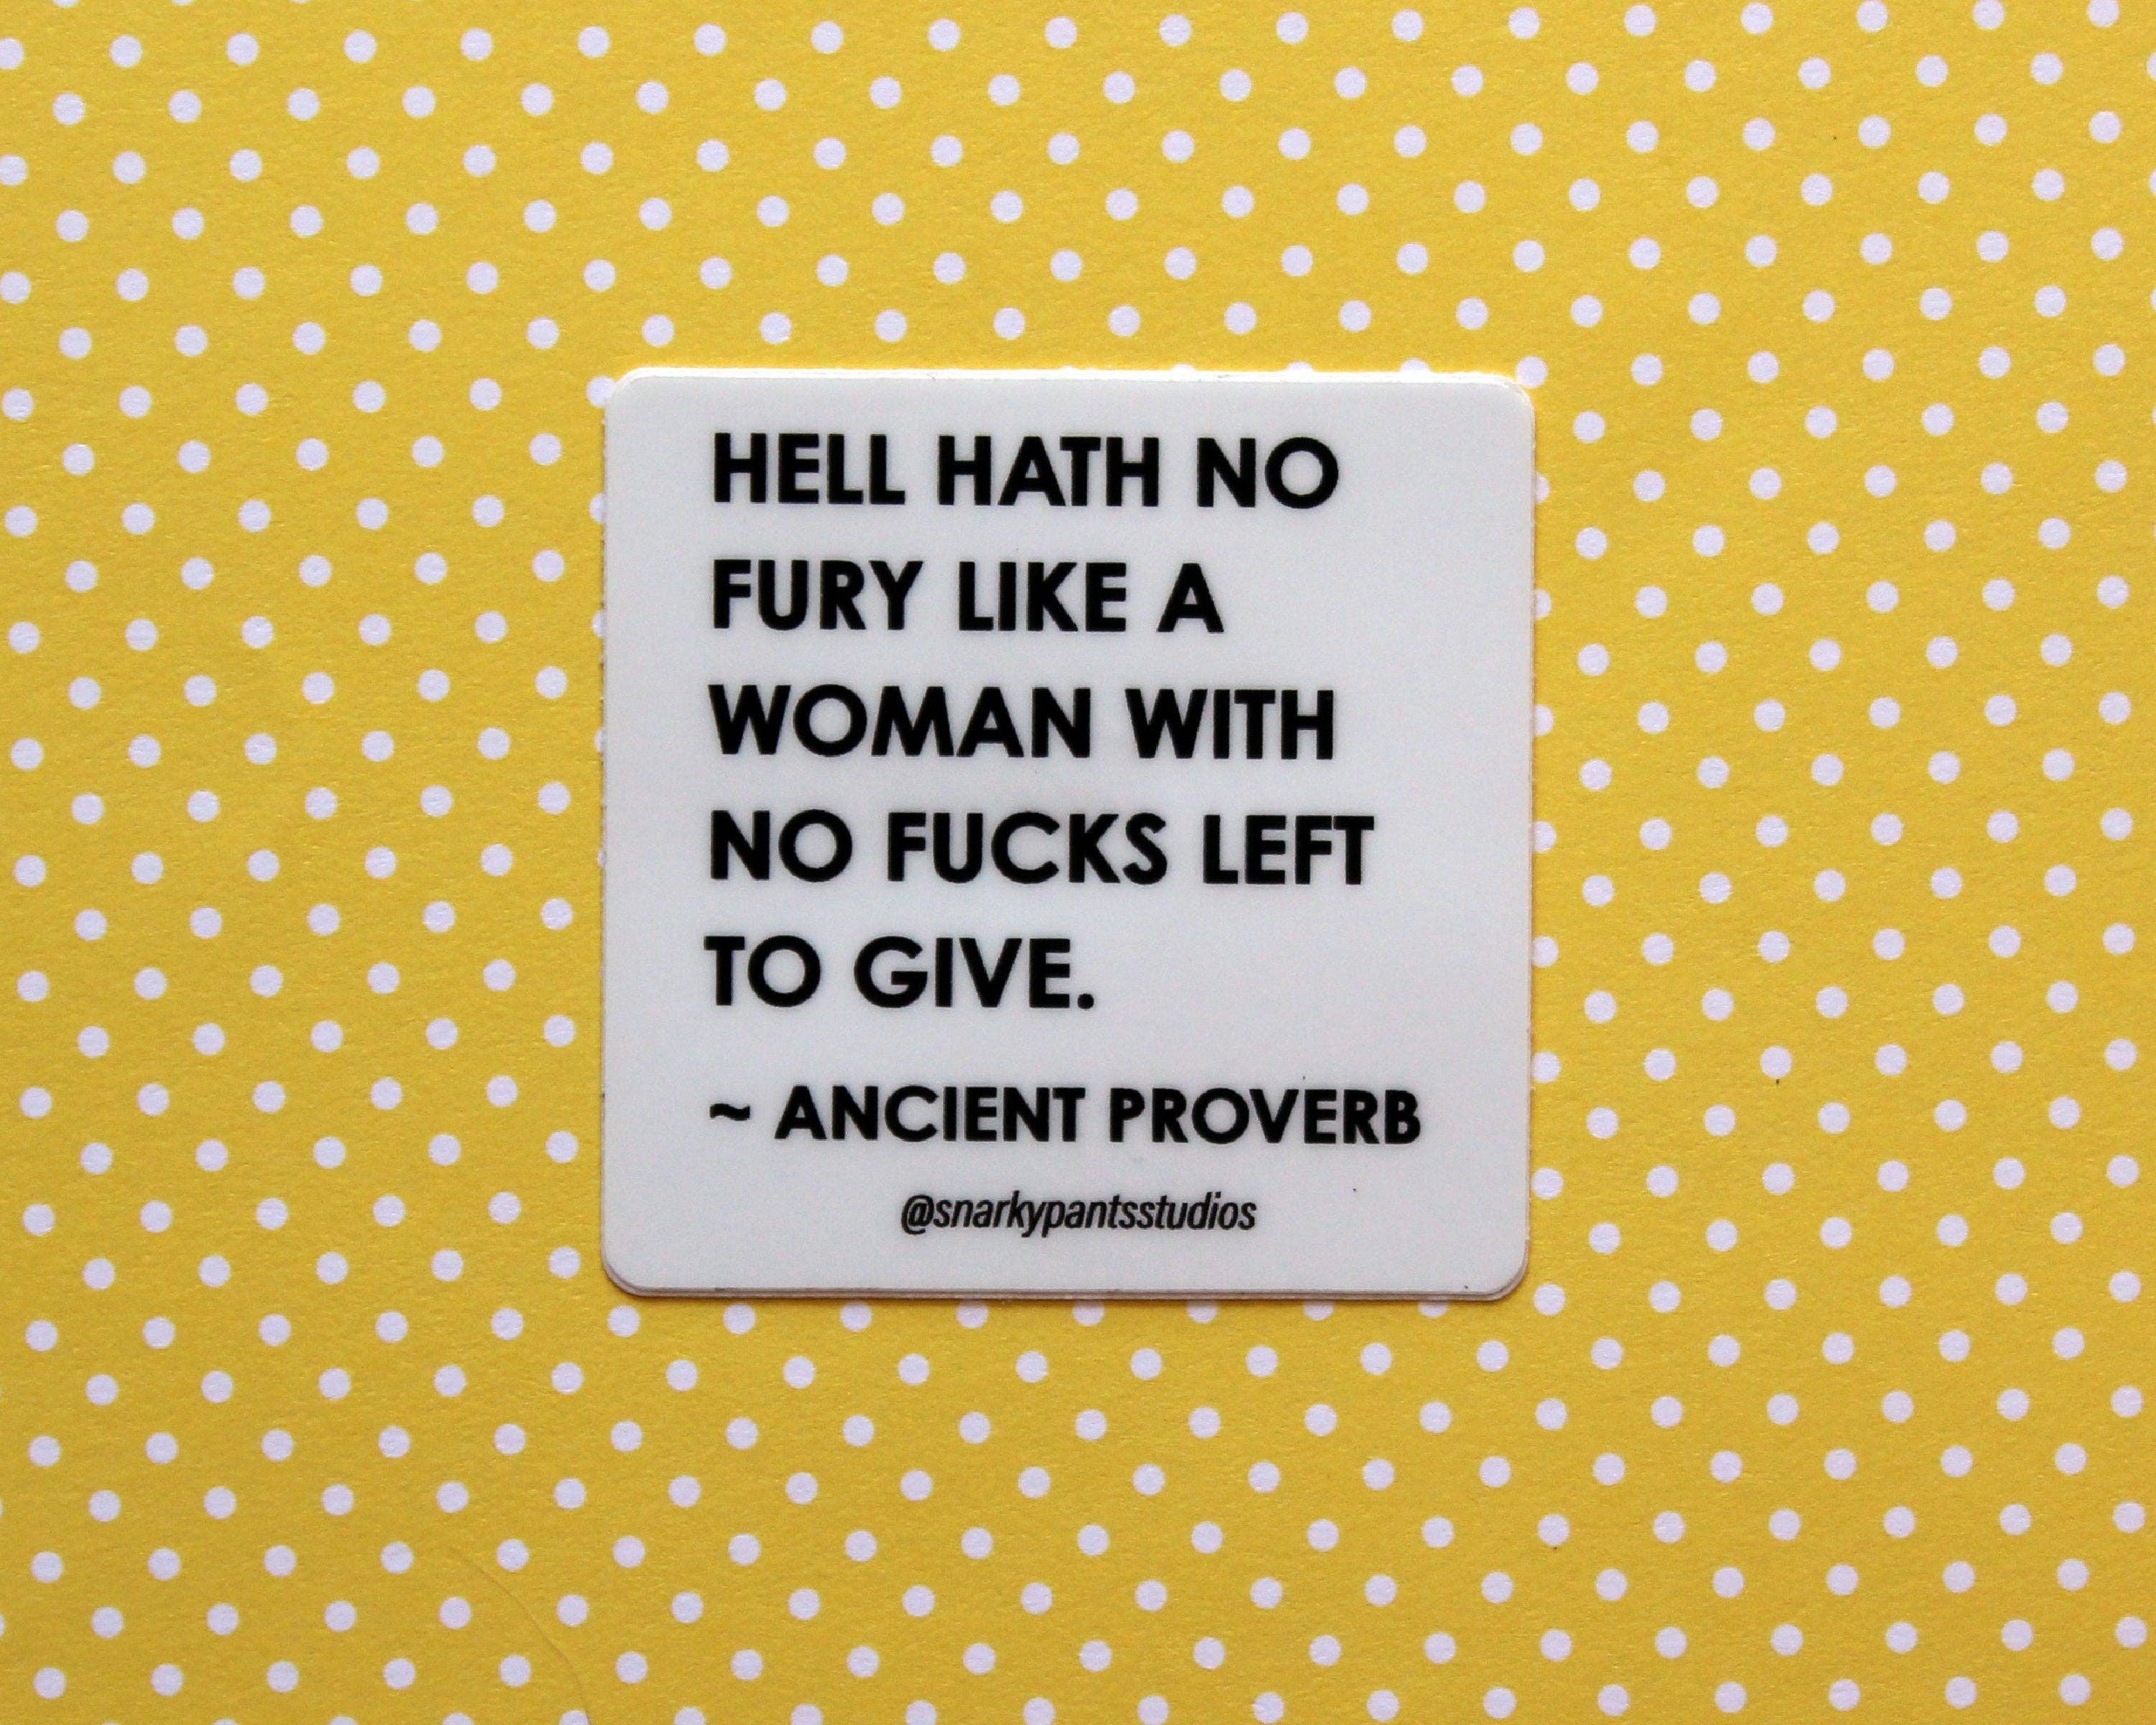 HELL HATH NO
FURY LIKE A
WOMAN WITH
NO FUCKS LEFT
TO GIVE.
~ ANCIENT PROVERB
@snarkypantsstudios